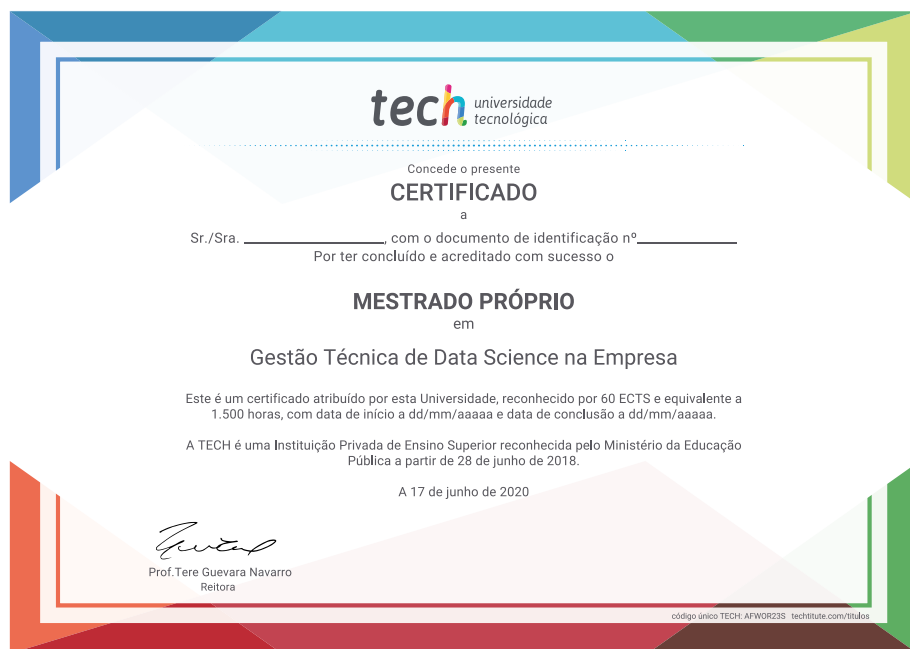 tech universidade
tecnológica
Concede o presente
CERTIFICADO
a
Sr./Sra. ________________, com o documento de identificação nº____________
Por ter concluído e acreditado com sucesso o
MESTRADO PRÓPRIO
em
Gestão Técnica de Data Science na Empresa
Este é um certificado atribuído por esta Universidade, reconhecido por 60 ECTS e equivalente a
1.500 horas, com data de início a dd/mm/aaaaa e data de conclusão a dd/mm/aaaaa.
A TECH é uma Instituição Privada de Ensino Superior reconhecida pelo Ministério da Educação
Pública a partir de 28 de junho de 2018.
A 17 de junho de 2020
Prof.Tere Guevara Navarro
Reitora
código único TECH: AFWOR23S techtitute.com/titulos